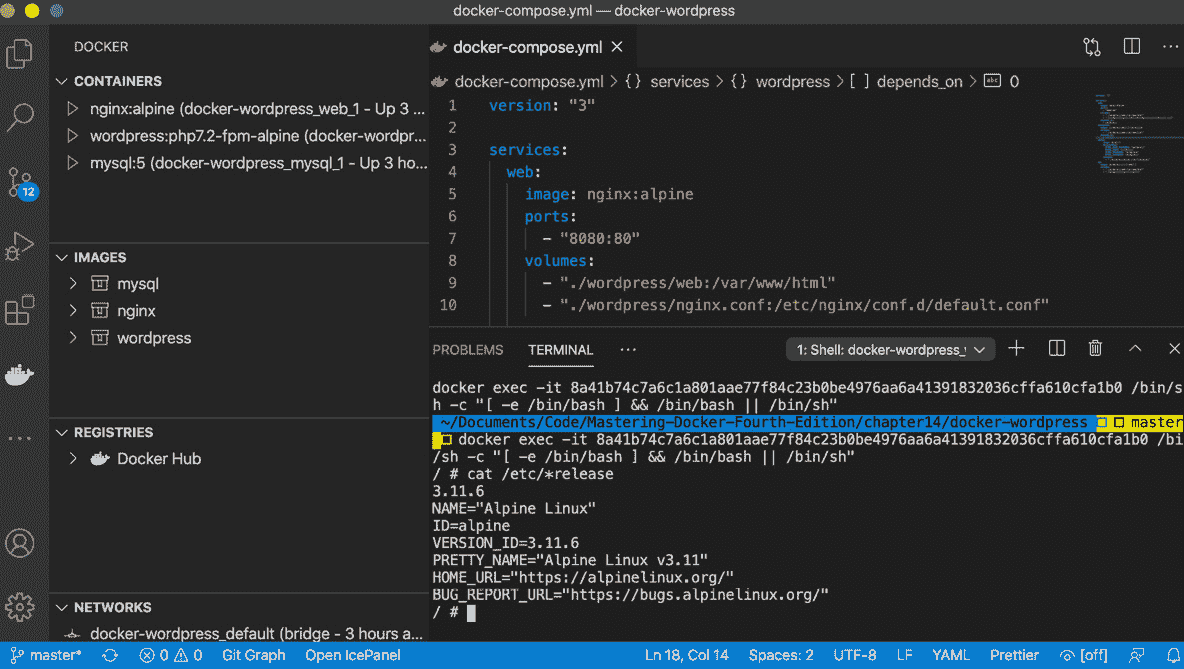 docker-compose.yml — docker-wordpress
DOCKER
CONTAINERS
nginx:alpine (docker-wordpress_web_1 - Up 3 ...
wordpress:php7.2-fpm-alpine (docker-wordpr...
mysql:5 (docker-wordpress_mysql_1 - Up 3 ho...
12
IMAGES
mysql
nginx
wordpress
REGISTRIES
Docker Hub
NETWORKS
docker-wordpress_default (bridge - 3 hours a...
docker-compose.yml
docker-compose.yml > {} services > {} wordpress > [ ] depends_on > abc 0
1 version: "3"
2
3 services:
4 web:
5 image: nginx:alpine
6 ports:
7 - "8080:80"
8 volumes:
9 - "./wordpress/web:/var/www/html"
10 - "./wordpress/nginx.conf:/etc/nginx/conf.d/default.conf"
PROBLEMS TERMINAL ... 1: Shell: docker-wordpress_
docker exec -it 8a41b74c7a6c1a801aae77f84c23b0be4976aa6a41391832036cffa610cfa1b0 /bin/s
h -c "[ -e /bin/bash ] && /bin/bash || /bin/sh"
~/Documents/Code/Mastering-Docker-Fourth-Edition/chapter14/docker-wordpress master
docker exec -it 8a41b74c7a6c1a801aae77f84c23b0be4976aa6a41391832036cffa610cfa1b0 /bi
/sh -c "[ -e /bin/bash ] && /bin/bash || /bin/sh"
/ # cat /etc/*release
3.11.6
NAME="Alpine Linux"
ID=alpine
VERSION_ID=3.11.6
PRETTY_NAME="Alpine Linux v3.11"
HOME_URL="https://alpinelinux.org/"
BUG_REPORT_URL="https://bugs.alpinelinux.org/"
/ #
master* 0 0 Git Graph Open IcePanel Ln 18, Col 14 Spaces: 2 UTF-8 LF YAML Prettier [off]